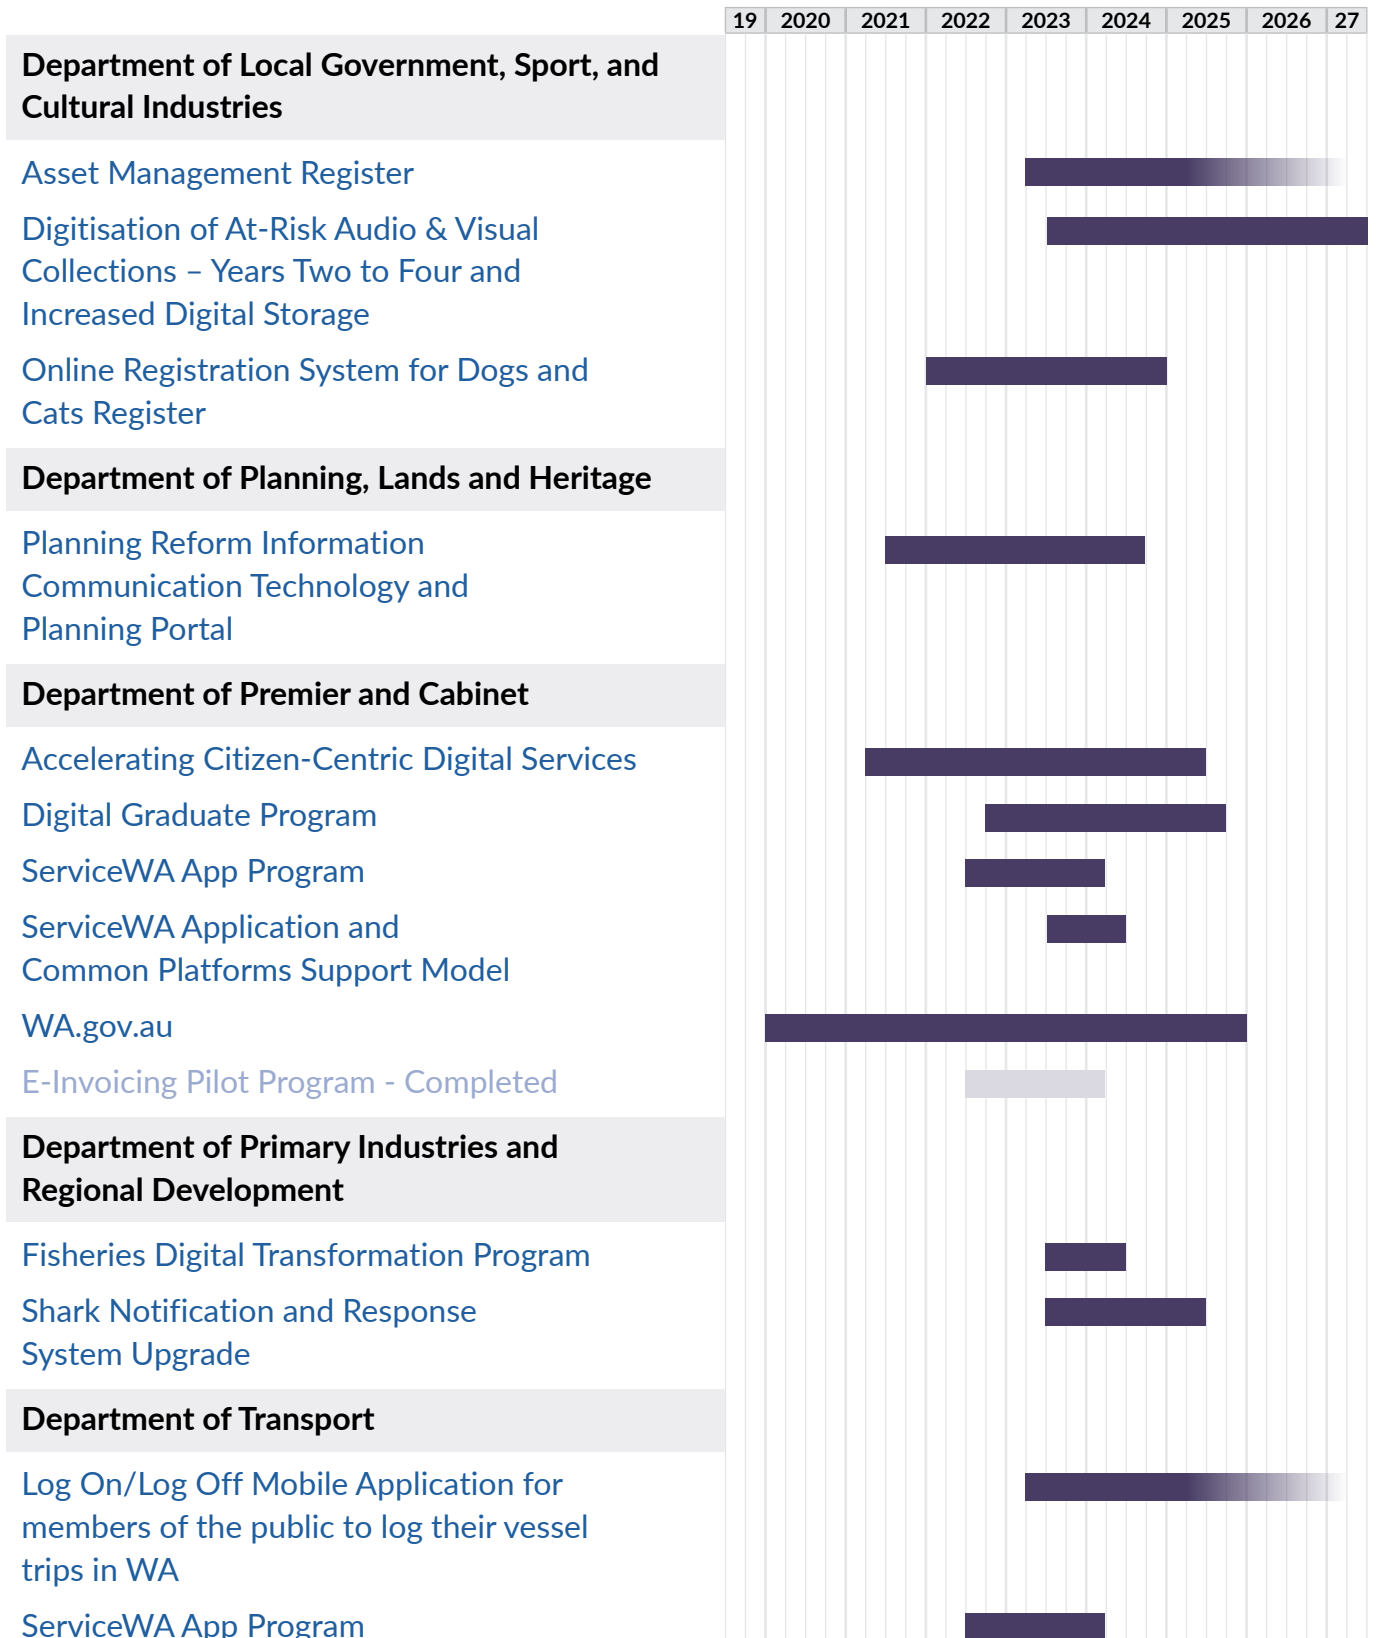 19 2020 2021 2022 2023 2024 2025 2026 27
Department of Local Government, Sport, and
Cultural Industries
Asset Management Register
Digitisation of At-Risk Audio & Visual
Collections – Years Two to Four and
Increased Digital Storage
Online Registration System for Dogs and
Cats Register
Department of Planning, Lands and Heritage
Planning Reform Information
Communication Technology and
Planning Portal
Department of Premier and Cabinet
Accelerating Citizen-Centric Digital Services
Digital Graduate Program
ServiceWA App Program
ServiceWA Application and
Common Platforms Support Model
WA.gov.au
E-Invoicing Pilot Program - Completed
Department of Primary Industries and
Regional Development
Fisheries Digital Transformation Program
Shark Notification and Response
System Upgrade
Department of Transport
Log On/Log Off Mobile Application for
members of the public to log their vessel
trips in WA
ServiceWA App Program